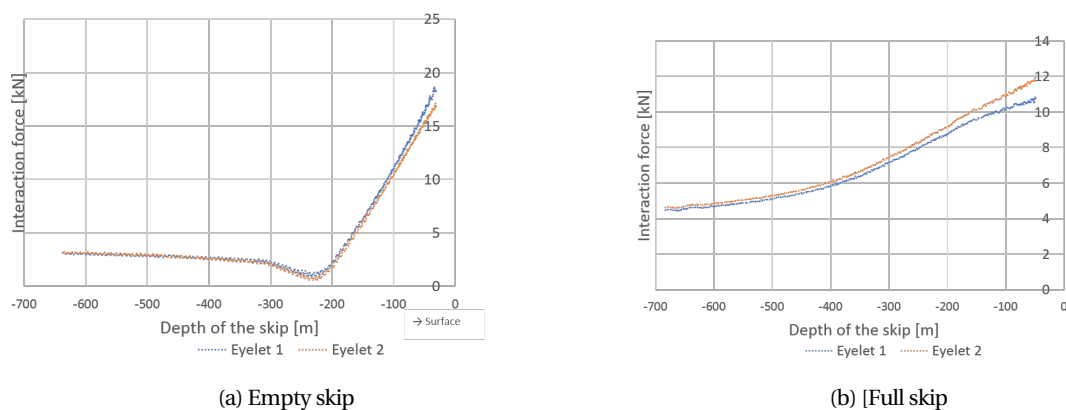 25
20
15
10
5
0
-700 -600 -500 -400 -300 -200 -100 0
Interaction force [kN]
Depth of the skip [m]
→ Surface
Eyelet 1 Eyelet 2
(a) Empty skip
14
12
10
8
6
4
2
0
-700 -600 -500 -400 -300 -200 -100 0
Interaction force [kN]
Depth of the skip [m]
Eyelet 1 Eyelet 2
(b) [Full skip